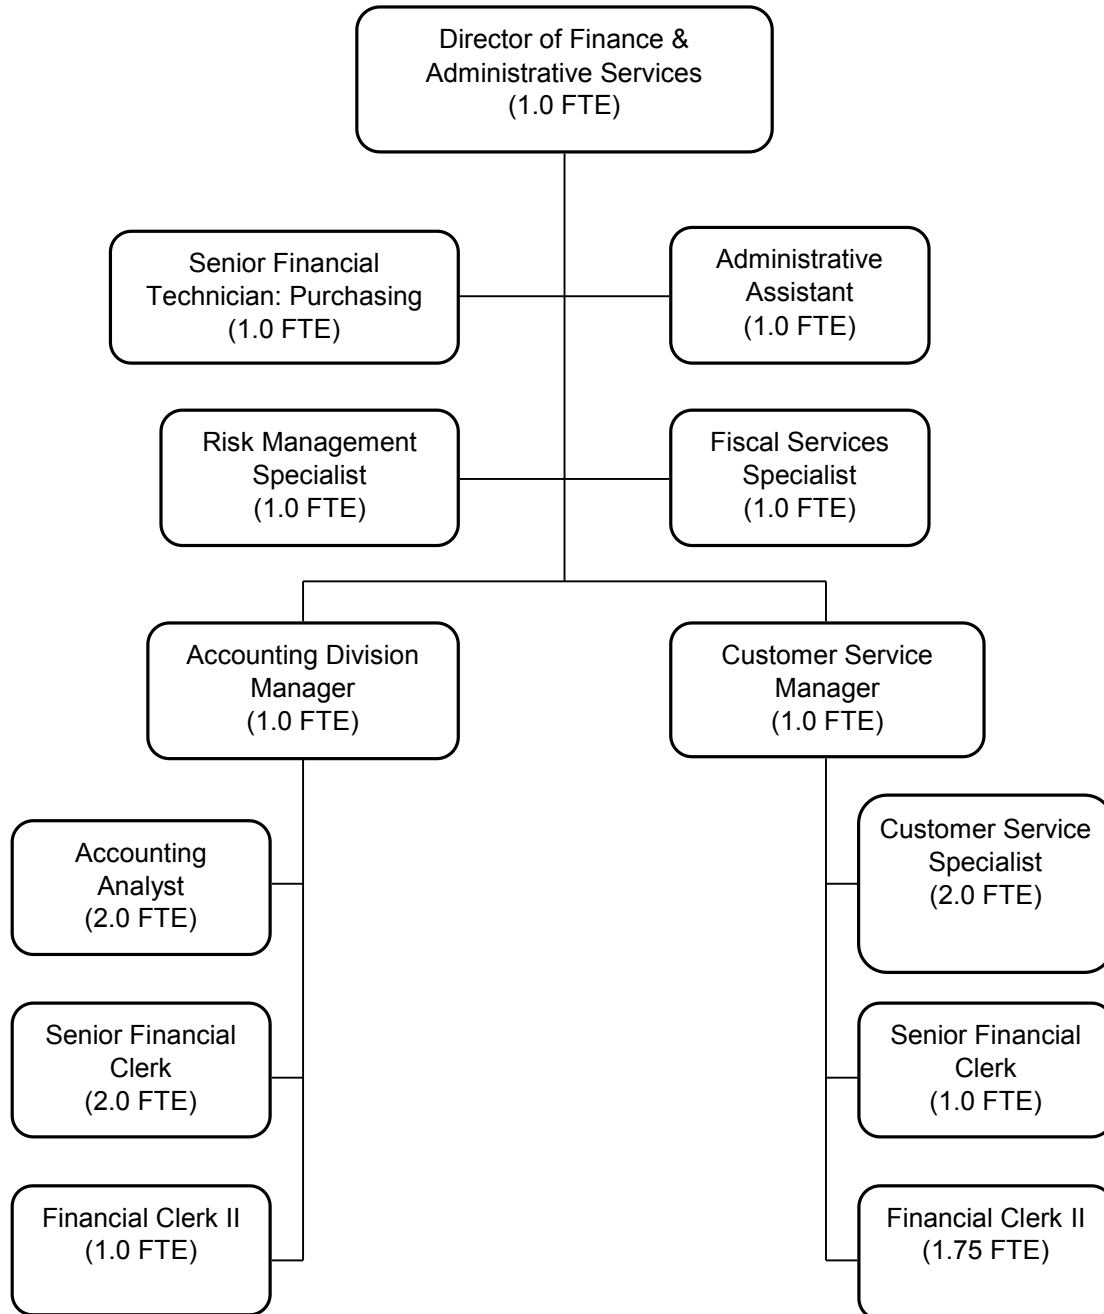 Director of Finance &
Administrative Services
(1.0 FTE)
Senior Financial
Technician: Purchasing
(1.0 FTE)
Administrative
Assistant
(1.0 FTE)
Risk Management
Specialist
(1.0 FTE)
Fiscal Services
Specialist
(1.0 FTE)
Accounting Division
Manager
(1.0 FTE)
Customer Service
Manager
(1.0 FTE)
Accounting
Analyst
(2.0 FTE)
Customer Service
Specialist
(2.0 FTE)
Senior Financial
Clerk
(2.0 FTE)
Senior Financial
Clerk
(1.0 FTE)
Financial Clerk II
(1.0 FTE)
Financial Clerk II
(1.75 FTE)